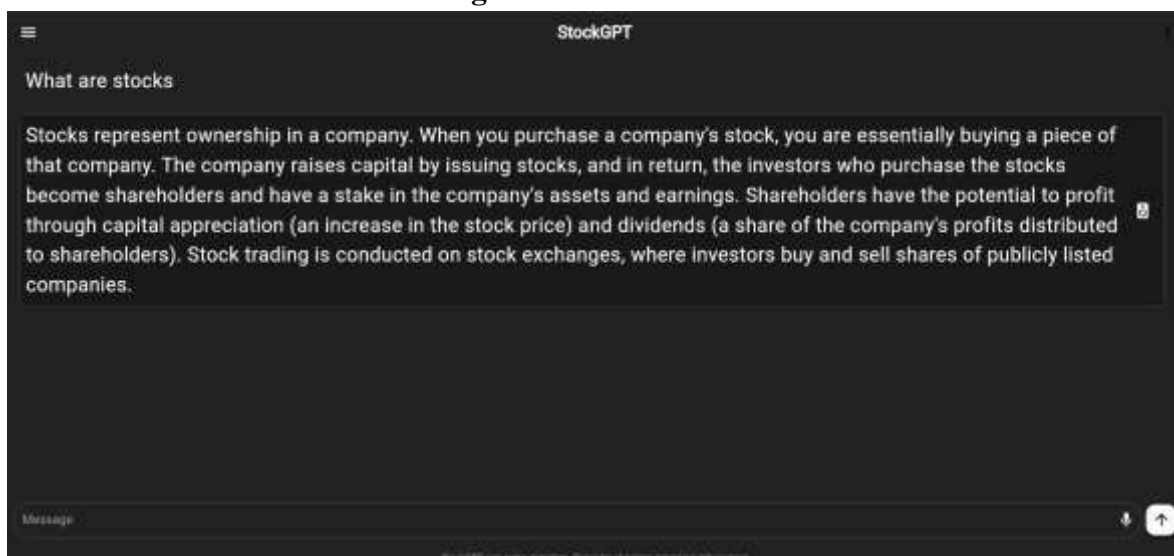 StockGPT
What are stocks
Stocks represent ownership in a company. When you purchase a company's stock, you are essentially buying a piece of
that company. The company raises capital by issuing stocks, and in return, the investors who purchase the stocks
become shareholders and have a stake in the company's assets and earnings. Shareholders have the potential to profit
through capital appreciation (an increase in the stock price) and dividends (a share of the company's profits distributed
to shareholders). Stock trading is conducted on stock exchanges, where investors buy and sell shares of publicly listed
companies.
Message